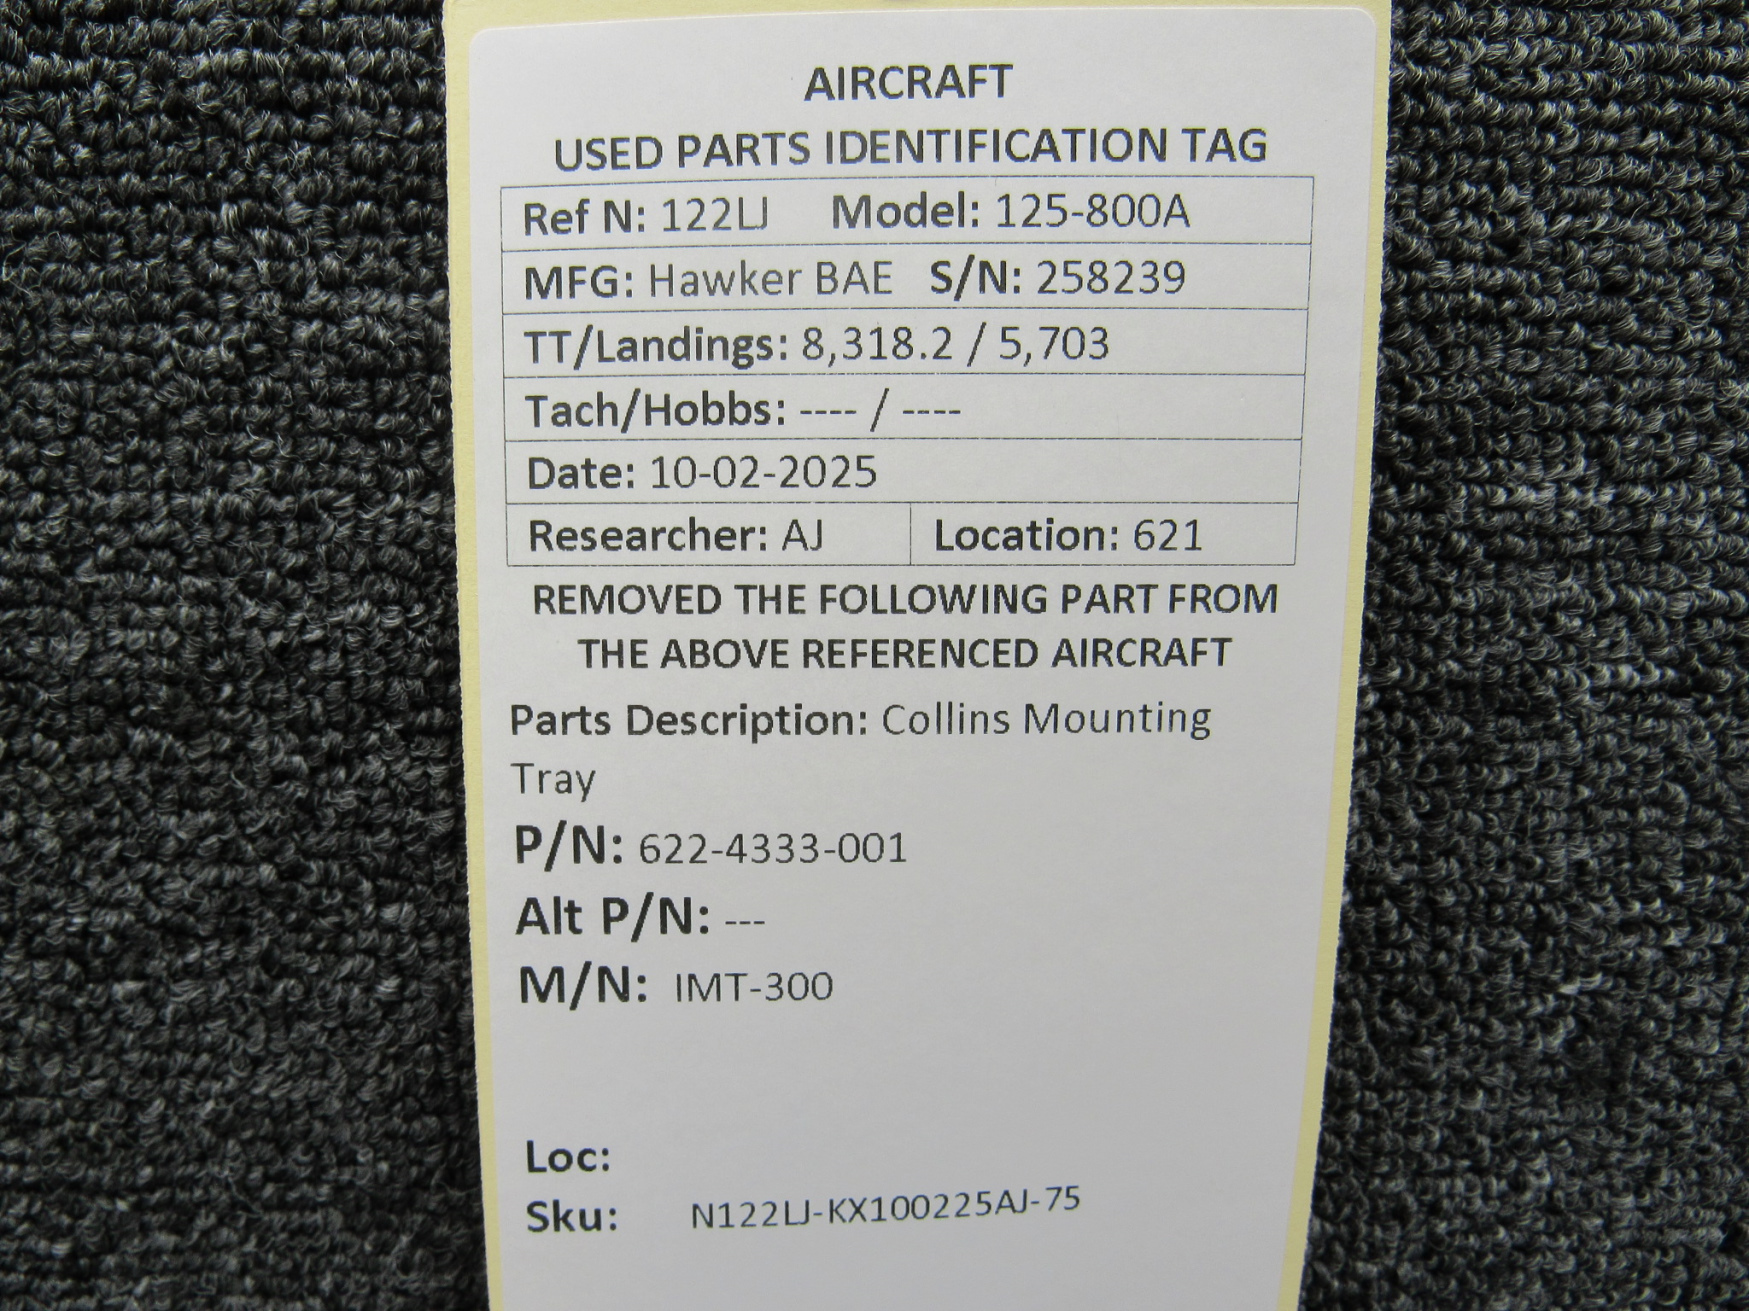 AIRCRAFT
USED PARTS IDENTIFICATION TAG
Ref N: 122LJ Model: 125-800A
MFG: Hawker BAE S/N: 258239
TT/Landings: 8,318.2 / 5,703
Tach/Hobbs: ---- / ----
Date: 10-02-2025
Researcher: AJ Location: 621
REMOVED THE FOLLOWING PART FROM
THE ABOVE REFERENCED AIRCRAFT
Parts Description: Collins Mounting
Tray
P/N: 622-4333-001
Alt P/N: ---
M/N: IMT-300
Loc:
Sku: N122LJ-KX100225AJ-75